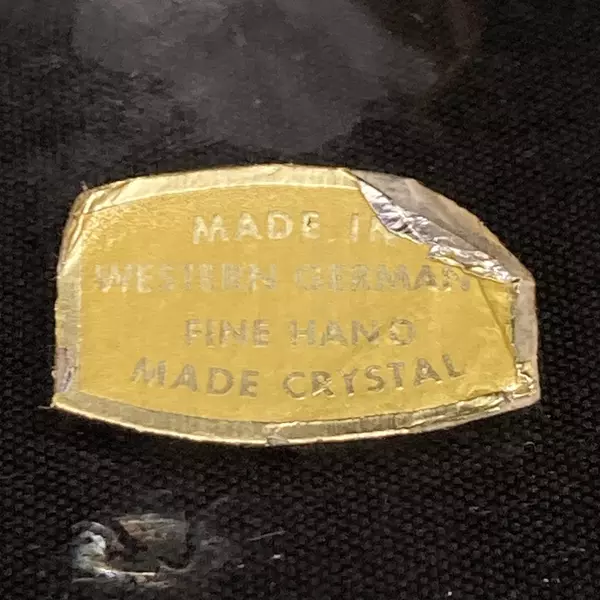 MADE IN
WESTERN GERMAN
FINE HAND
MADE CRYSTAL